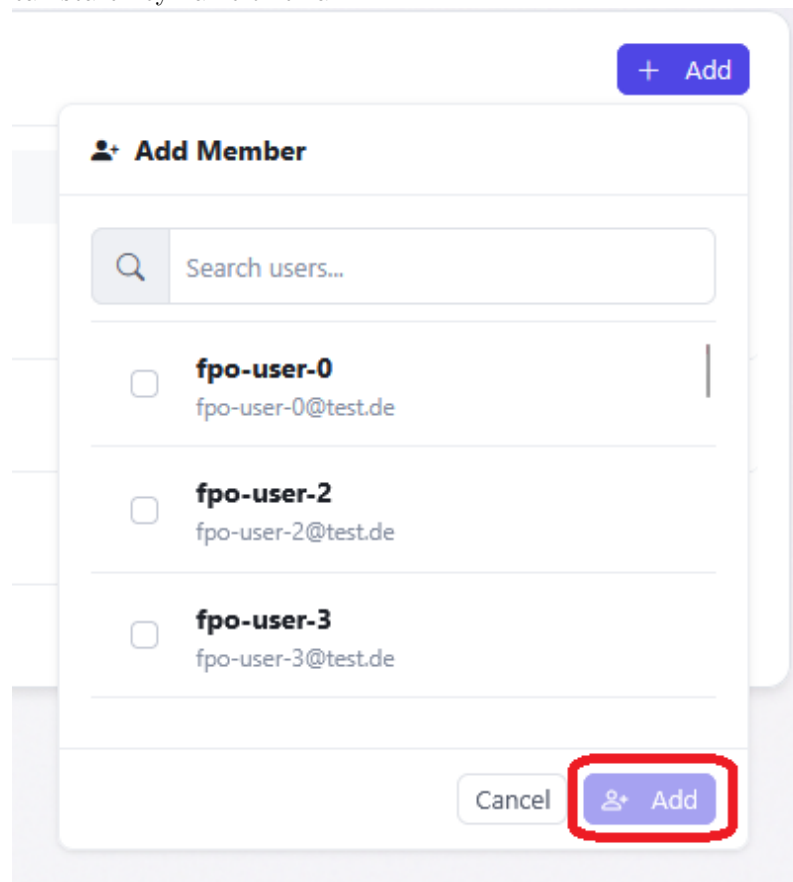 + Add
Add Member
Search users...
fpo-user-0
fpo-user-0@test.de
fpo-user-2
fpo-user-2@test.de
fpo-user-3
fpo-user-3@test.de
Cancel
Add